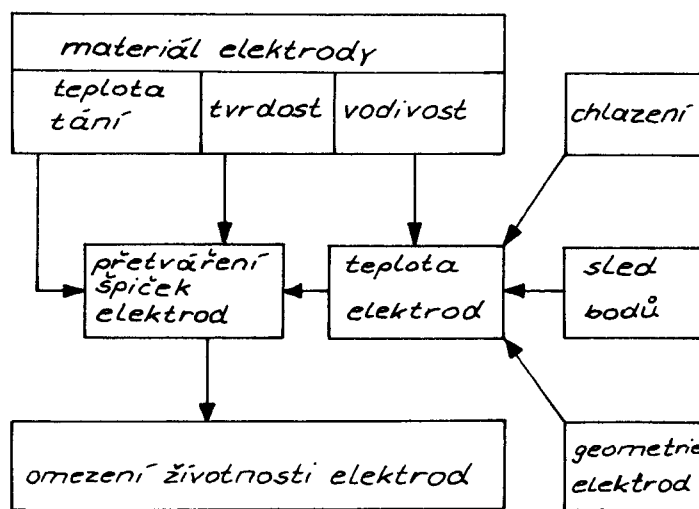 materiál elektrody
teplota
tání
tvrdost
vodivost
chlazení
přetváření
špiček
elektrod
teplota
elektrod
sled
bodů
omezení životnosti elektrod
geometrie
elektrod